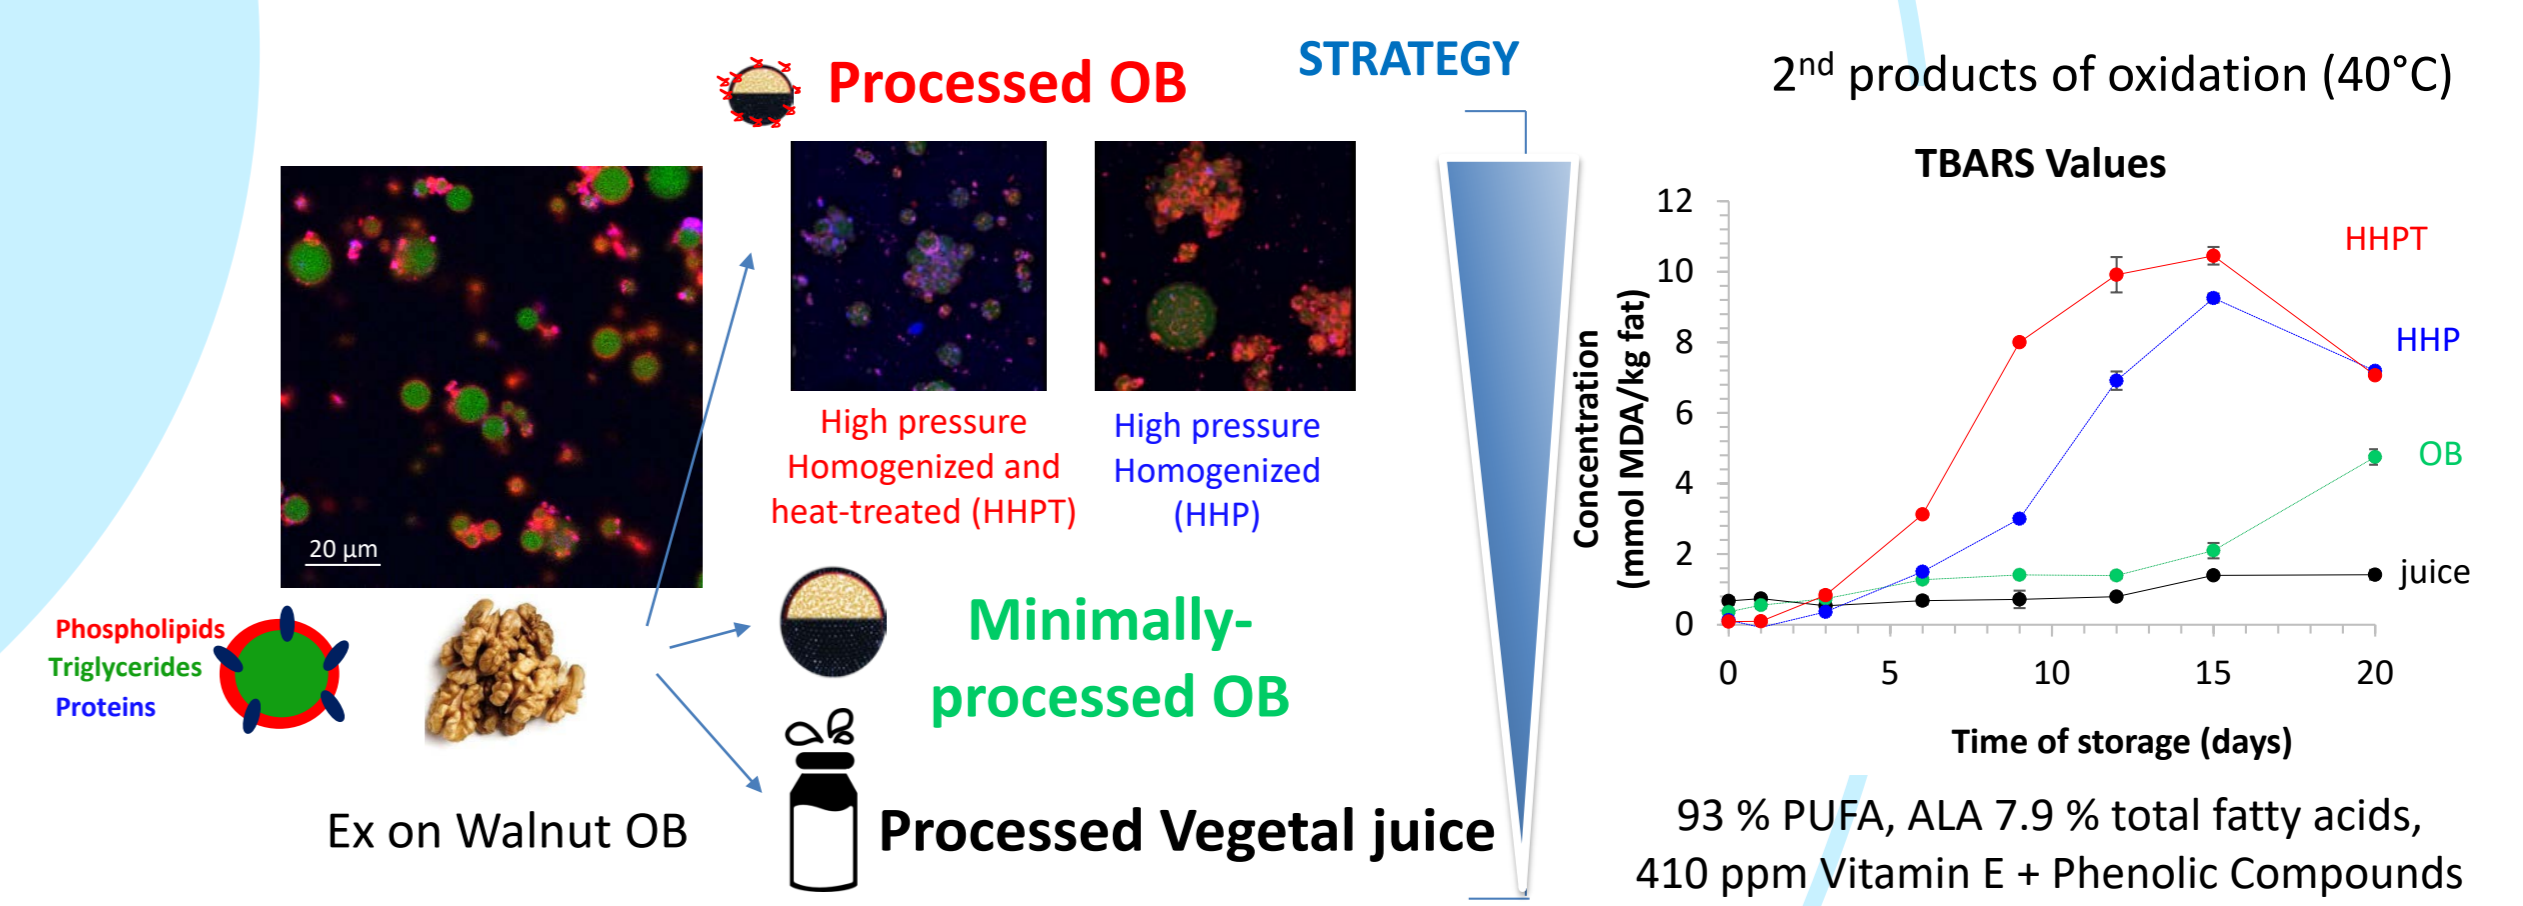 STRATEGY
Processed OB
20 µm
High pressure
Homogenized and
heat-treated (HHPT)
High pressure
Homogenized
(HHP)
Phospholipids
Triglycerides
Proteins
Ex on Walnut OB
Minimally-
processed OB
Processed Vegetal juice
2nd products of oxidation (40°C)
TBARS Values
Concentration
(mmol MDA/kg fat)
12
10
8
6
4
2
0
HHPT
HHP
OB
juice
0 5 10 15 20
Time of storage (days)
93 % PUFA, ALA 7.9 % total fatty acids,
410 ppm Vitamin E + Phenolic Compounds